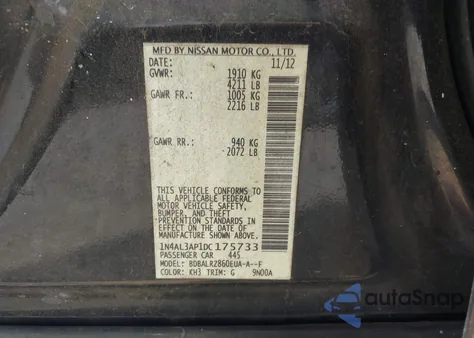 MFD BY NISSAN MOTOR CO., LTD.
DATE: 11/12
GVWR: 1910 KG
4211 LB
GAWR FR.: 1005 KG
2216 LB
GAWR RR.: 940 KG
2072 LB
THIS VEHICLE CONFORMS TO
ALL APPLICABLE FEDERAL
MOTOR VEHICLE SAFETY,
BUMPER, AND THEFT
PREVENTION STANDARDS IN
EFFECT ON THE DATE OF
MANUFACTURE SHOWN ABOVE.
1N4AL3AP1DC175733
PASSENGER CAR 445
MODEL: BDBALRZ860EUA-A--F
COLOR: KH3 TRIM: G 9N00A
autoSnap